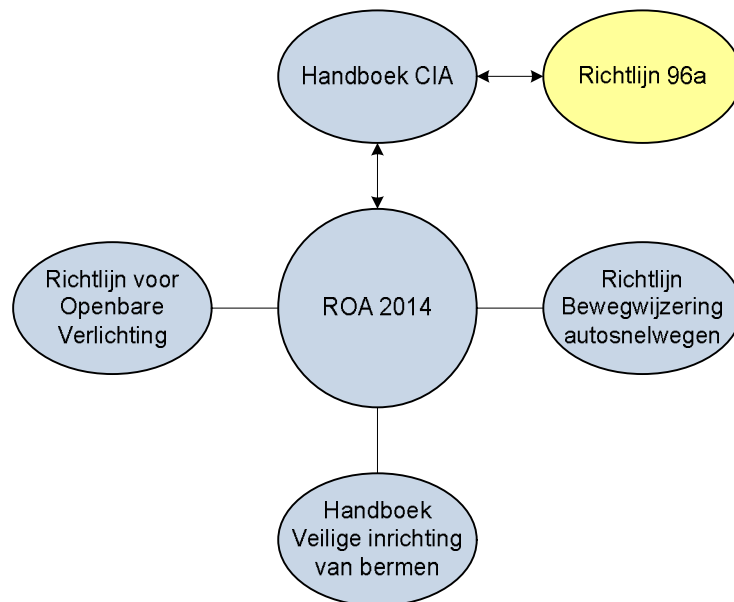 Handboek CIA
Richtlijn 96a
Richtlijn voor
Openbare
Verlichting
ROA 2014
Richtlijn
Bewegwijzering
autosnelwegen
Handboek
Veilige inrichting
van bermen